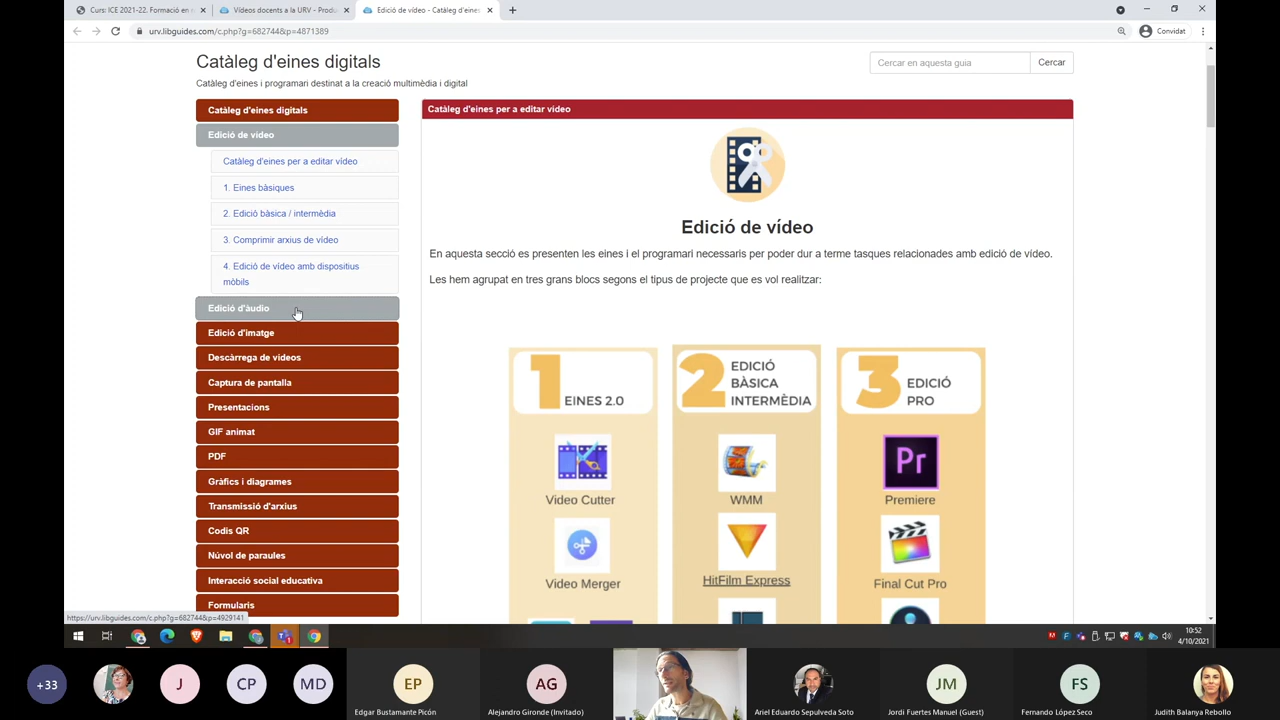 Curs: ICE 2021-22. Formació en
Vídeos docents a la URV - Produ
Edició de vídeo - Catàleg d'eines
urv.libguides.com/c.php?g=682744&p=4871389
Convidat
Catàleg d'eines digitals
Catàleg d'eines i programari destinat a la creació multimèdia i digital
Cercar en aquesta guia
Cercar
Catàleg d'eines digitals
Edició de vídeo
Catàleg d'eines per a editar vídeo
1. Eines bàsiques
2. Edició bàsica / intermèdia
3. Comprimir arxius de vídeo
4. Edició de vídeo amb dispositius
mòbils
Edició d'àudio
Edició d'imatge
Descàrrega de vídeos
Captura de pantalla
Presentacions
GIF animat
PDF
Gràfics i diagrames
Transmissió d'arxius
Codis QR
Núvol de paraules
Interacció social educativa
Formularis
Catàleg d'eines per a editar vídeo
Edició de vídeo
En aquesta secció es presenten les eines i el programari necessaris per poder dur a terme tasques relacionades amb edició de vídeo.
Les hem agrupat en tres grans blocs segons el tipus de projecte que es vol realitzar:
1 EINES 2.0
2 EDICIÓ
BÀSICA
INTERMÈDIA
3 EDICIÓ
PRO
Pr
Video Cutter
WMM
Premiere
Video Merger
HitFilm Express
Final Cut Pro
https://urv.libguides.com/c.php?g=682744&p=4929141
10:52
4/10/2021
+33
J
CP
MD
EP
AG
JM
FS
Edgar Bustamante Picón
Alejandro Gironde (Invitado)
Ariel Eduardo Sepulveda Soto
Jordi Fuertes Manuel (Guest)
Fernando López Seco
Judith Balanya Rebollo